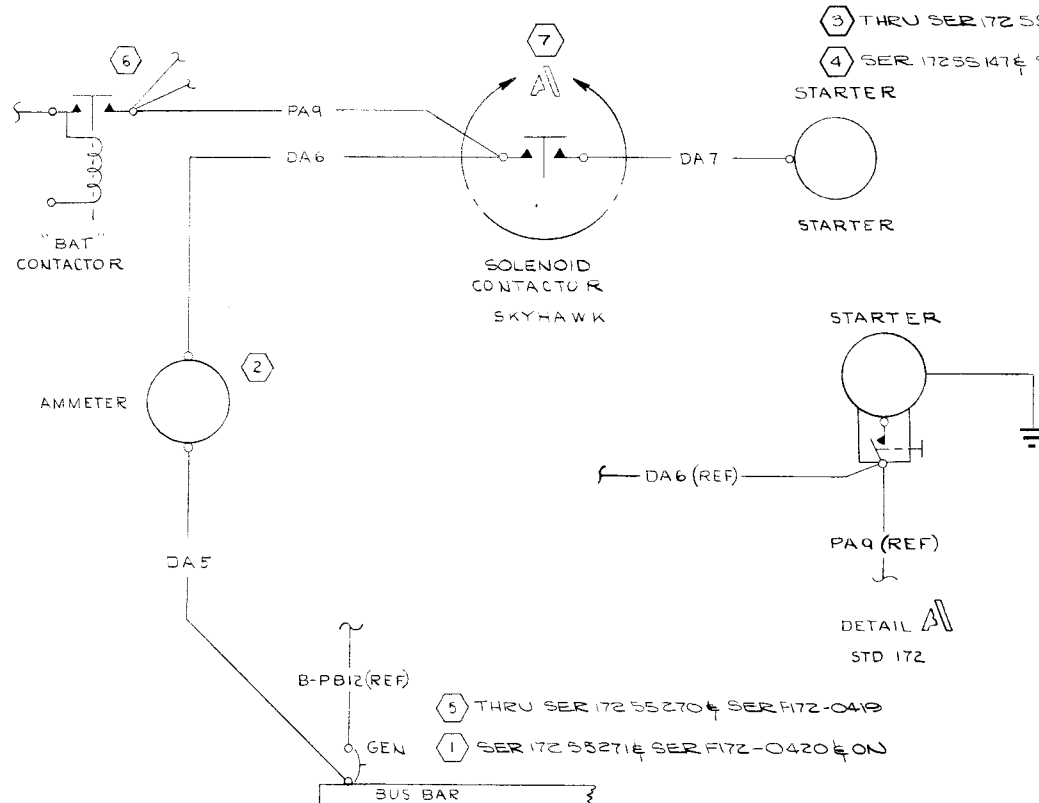 3 THRU SER 172 55
4 SER 17255147 &
STARTER
7
A
6
PA9
DA6
DA7
STARTER
"BAT"
CONTACTOR
SOLENOID
CONTACTOR
SKYHAWK
STARTER
2
AMMETER
DA6 (REF)
PA9 (REF)
DA5
DETAIL A
STD 172
B-PB12 (REF)
5 THRU SER 172 55270 & SER F172-0419
GEN
1 SER 172 55271 & SER F172-0420 & ON
BUS BAR